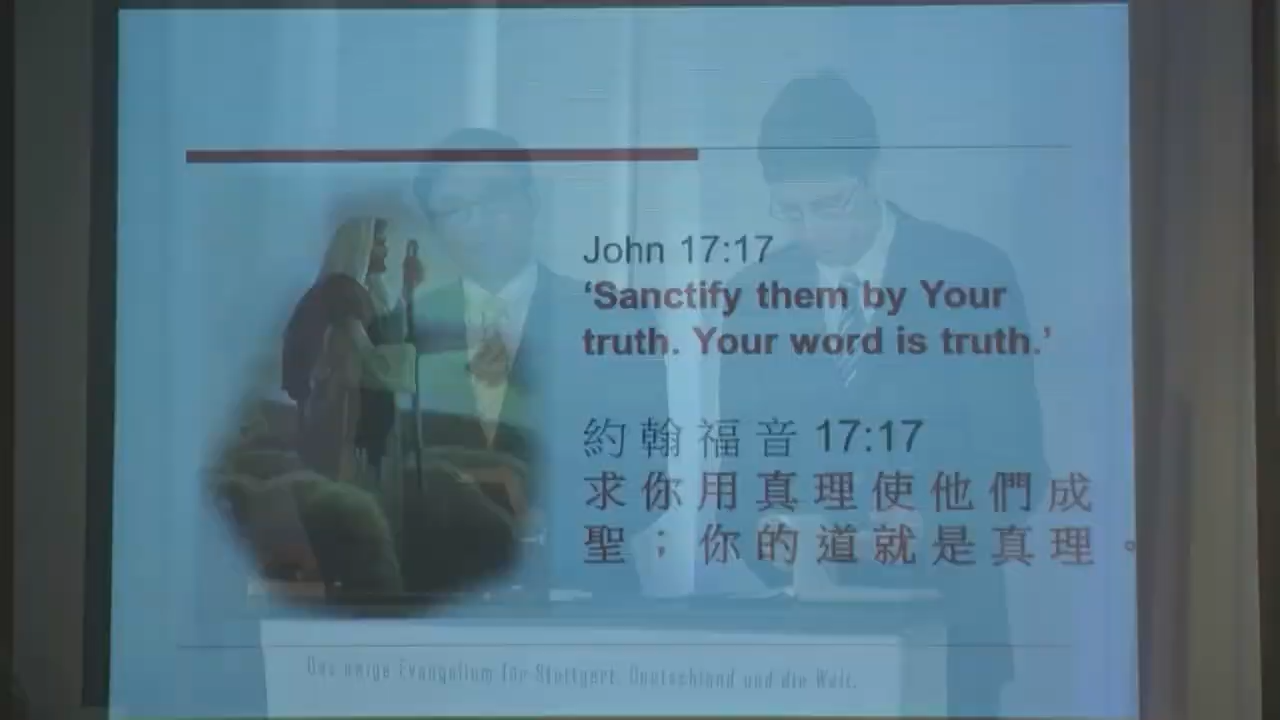 John 17:17
‘Sanctify them by Your
truth. Your word is truth.’
約翰福音 17:17
求你用真理使他們成
聖；你的道就是真理。
Das ewige Evangelium für Stuttgart, Deutschland und die Welt.